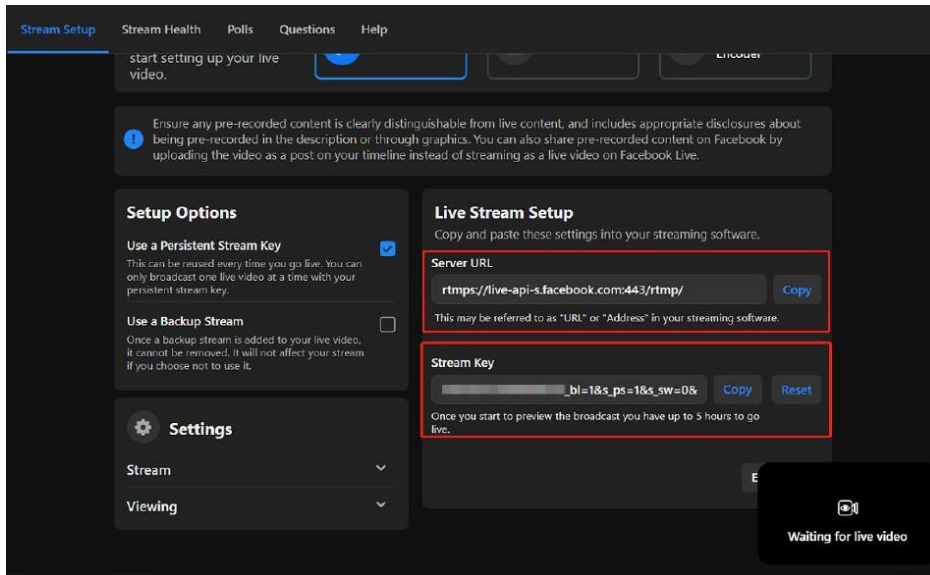 Stream Setup Stream Health Polls Questions Help
start setting up your live
video.
Encoder
Ensure any pre-recorded content is clearly distinguishable from live content, and includes appropriate disclosures about
being pre-recorded in the description or through graphics. You can also share pre-recorded content on Facebook by
uploading the video as a post on your timeline instead of streaming as a live video on Facebook Live.
Setup Options
Use a Persistent Stream Key
This can be reused every time you go live. You can
only broadcast one live video at a time with your
persistent stream key.
Use a Backup Stream
Once a backup stream is added to your live video,
it cannot be removed. It will not affect your stream
if you choose not to use it.
Settings
Stream
Viewing
Live Stream Setup
Copy and paste these settings into your streaming software.
Server URL
rtmps://live-api-s.facebook.com:443/rtmp/ Copy
This may be referred to as "URL" or "Address" in your streaming software.
Stream Key
_bl=1&s_ps=1&s_sw=0& Copy Reset
Once you start to preview the broadcast you have up to 5 hours to go
live.
Waiting for live video